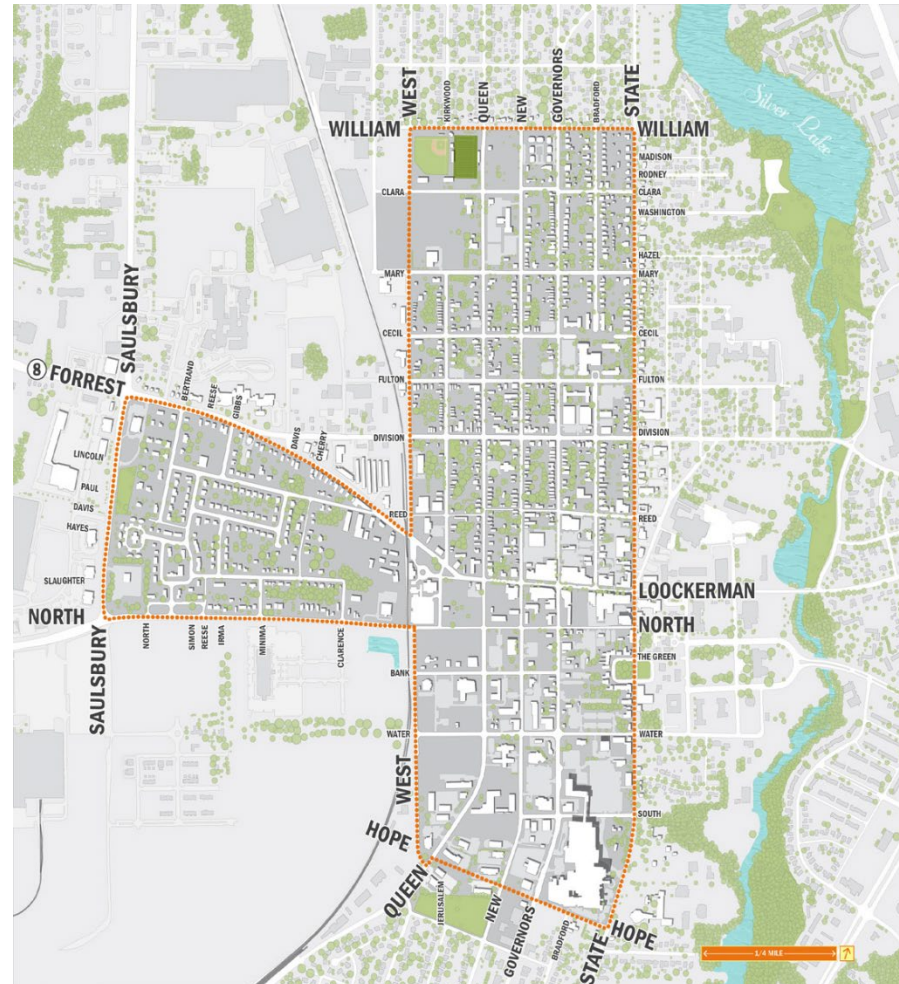 WEST
KIRKWOOD
QUEEN
NEW
GOVERNORS
BRADFORD
STATE
Silver Lake
WILLIAM
WILLIAM
MADISON
RODNEY
CLARA
CLARA
WASHINGTON
HAZEL
MARY
MARY
SAULSBURY
CECIL
CECIL
8 FORREST
BERTRAND
REESE
GIBBS
FULTON
FULTON
DAVIS
CHERRY
DIVISION
DIVISION
LINCOLN
PAUL
DAVIS
HAYES
REED
REED
SLAUGHTER
LOOCKERMAN
NORTH
NORTH
SAULSBURY
NORTH
SIMON
REESE
IRMA
MINIMA
CLARENCE
THE GREEN
BANK
WATER
WATER
WEST
HOPE
SOUTH
QUEEN
JERUSALEM
NEW
GOVERNORS
BRADFORD
STATE
HOPE
1/4 MILE